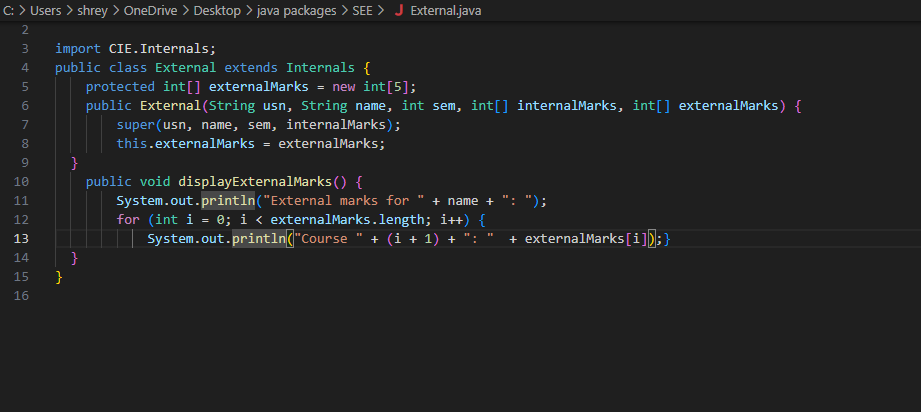 C: > Users > shrey > OneDrive > Desktop > java packages > SEE > J External.java
2
3 import CIE.Internals;
4 public class External extends Internals {
5     protected int[] externalMarks = new int[5];
6     public External(String usn, String name, int sem, int[] internalMarks, int[] externalMarks) {
7         super(usn, name, sem, internalMarks);
8         this.externalMarks = externalMarks;
9   }
10     public void displayExternalMarks() {
11         System.out.println("External marks for " + name + ": ");
12         for (int i = 0; i < externalMarks.length; i++) {
13             System.out.println("Course " + (i + 1) + ": "  + externalMarks[i]);}
14   }
15 }
16